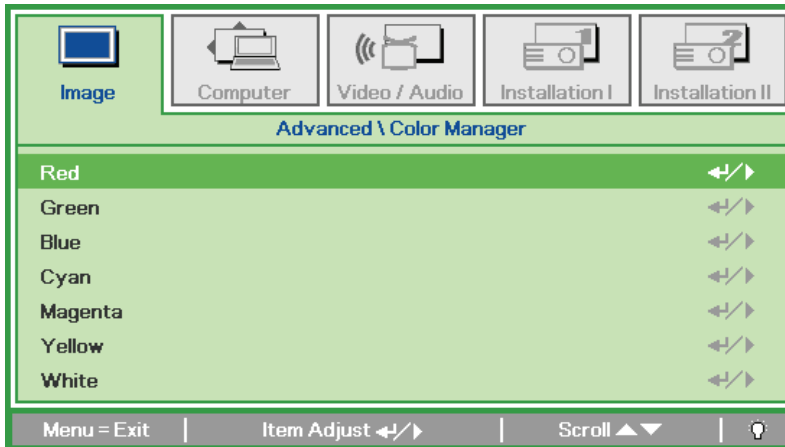 Image Computer Video / Audio Installation I Installation II
Advanced \ Color Manager
Red
Green
Blue
Cyan
Magenta
Yellow
White
Menu = Exit | Item Adjust ↵/▶ | Scroll ▲▼ |